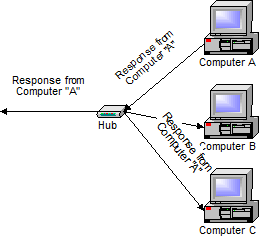 Response from
Computer "A"
Computer A
Response from
Computer "A"
Hub
Response from
Computer "A"
Computer B
Computer C